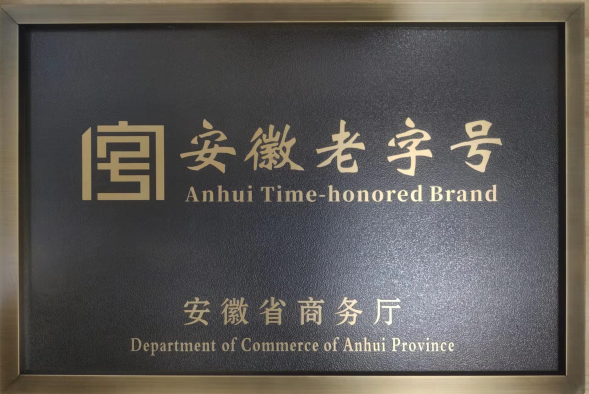 安徽老字号
Anhui Time-honored Brand
安徽省商务厅
Department of Commerce of Anhui Province